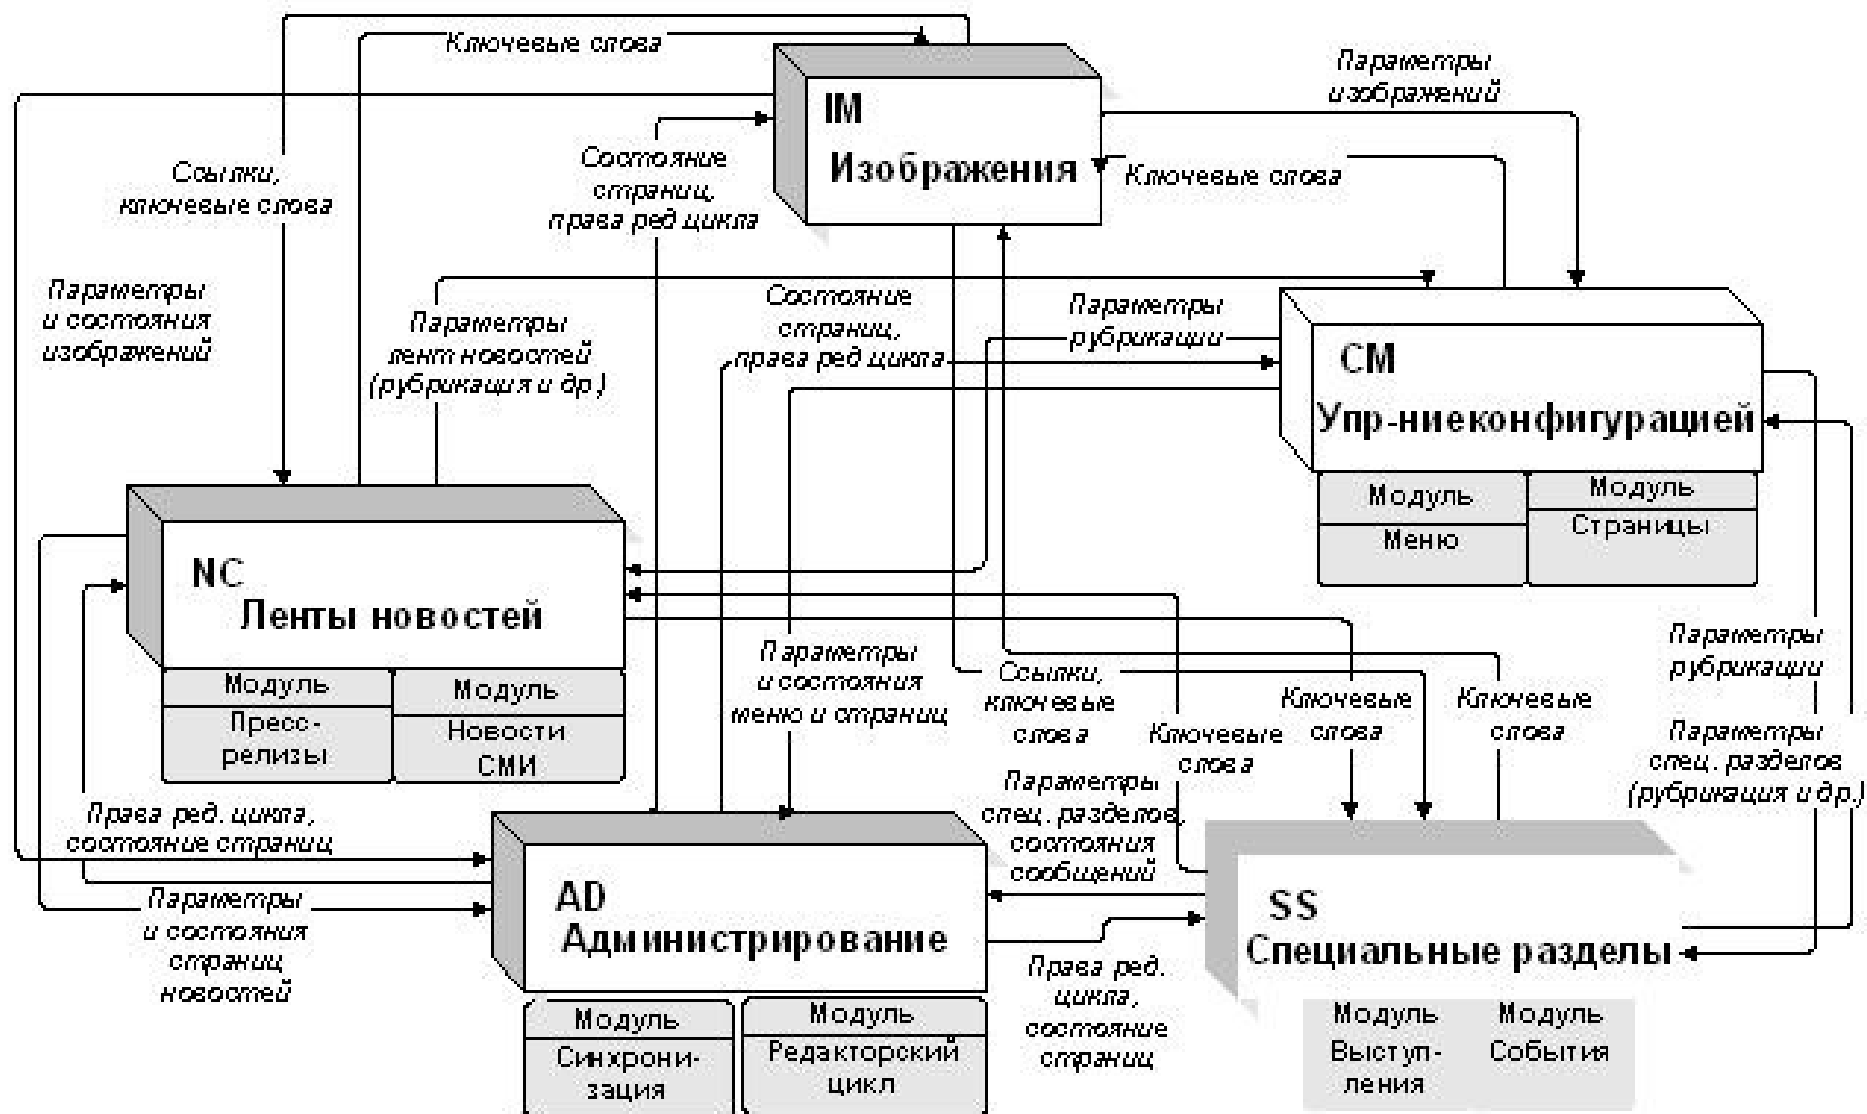 Ключевые слова
Параметры
изображений
IM
Изображения
Ключевые слова
Состояние
страниц,
права ред цикла
Ссылки,
ключевые слова
Параметры
и состояния
изображений
Параметры
лент новостей
(рубрикация и др.)
Состояние
страниц,
права ред цикла
Параметры
рубрикации
CM
Упр-ниеконфигурацией
Модуль
Меню
Модуль
Страницы
NC
Ленты новостей
Модуль
Пресс-
релизы
Модуль
Новости
СМИ
Параметры
и состояния
меню и страниц
Ссылки,
ключевые
слова
Ключевые
слова
Ключевые
слова
Ключевые
слова
Параметры
рубрикации
Параметры
спец. разделов
(рубрикация и др.)
Права ред. цикла,
состояние страниц
Параметры
спец. разделов,
состояния
сообщений
Параметры
и состояния
страниц
новостей
AD
Администрирование
Модуль
Синхрони-
зация
Модуль
Редакторский
цикл
Права ред.
цикла,
состояние
страниц
SS
Специальные разделы
Модуль
Выступ-
ления
Модуль
События